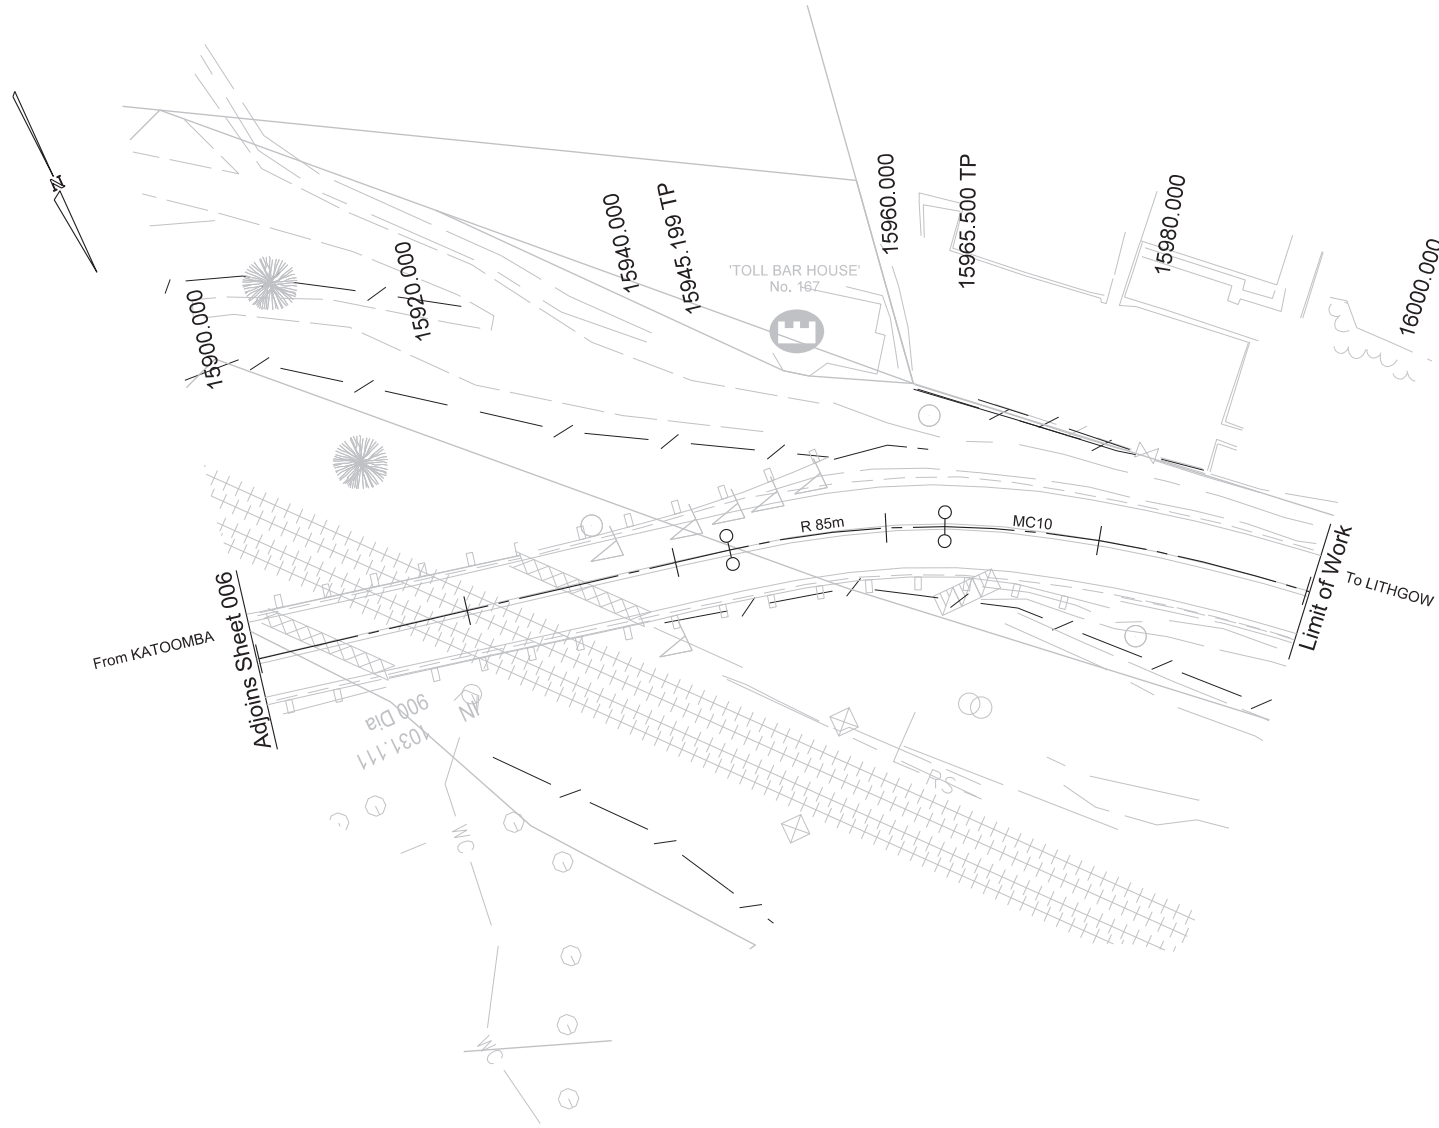 N
15900.000
15920.000
15940.000
15945.199 TP
15960.000
15965.500 TP
15980.000
16000.000
'TOLL BAR HOUSE'
No. 167
R 85m
MC10
Limit of Work
To LITHGOW
From KATOOMBA
Adjoins Sheet 006
IN
900 Dia
1031.111
RS
WC
WC